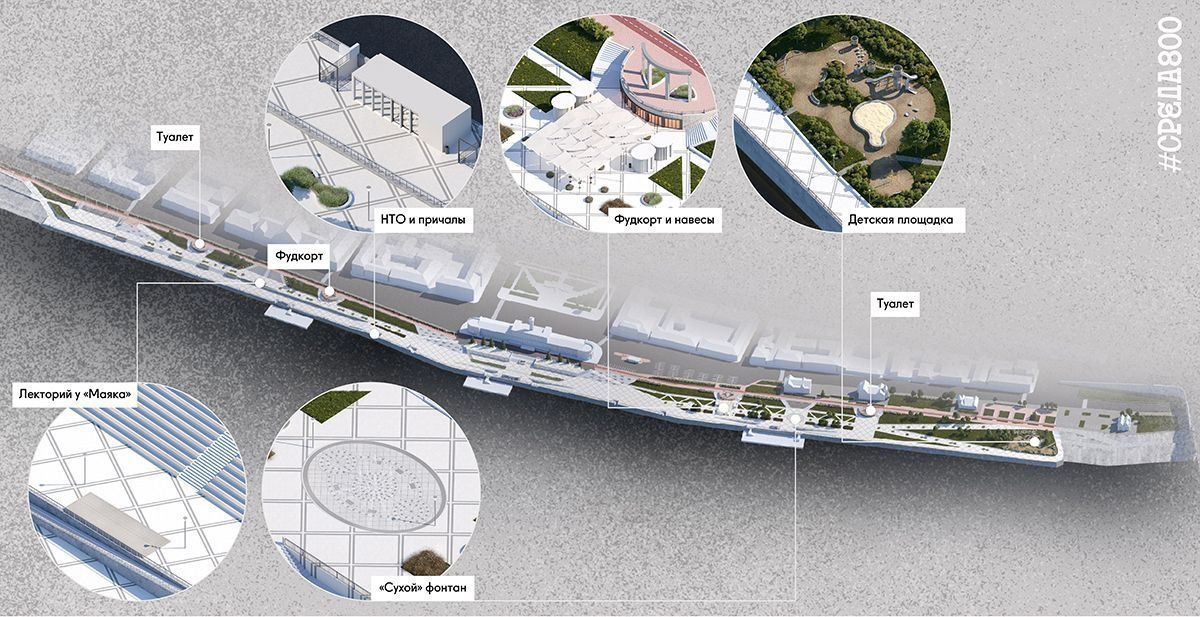 #СРЕДА800
Туалет
НТО и причалы
Фудкорт и навесы
Детская площадка
Фудкорт
Туалет
Лекторий у «Маяка»
«Сухой» фонтан